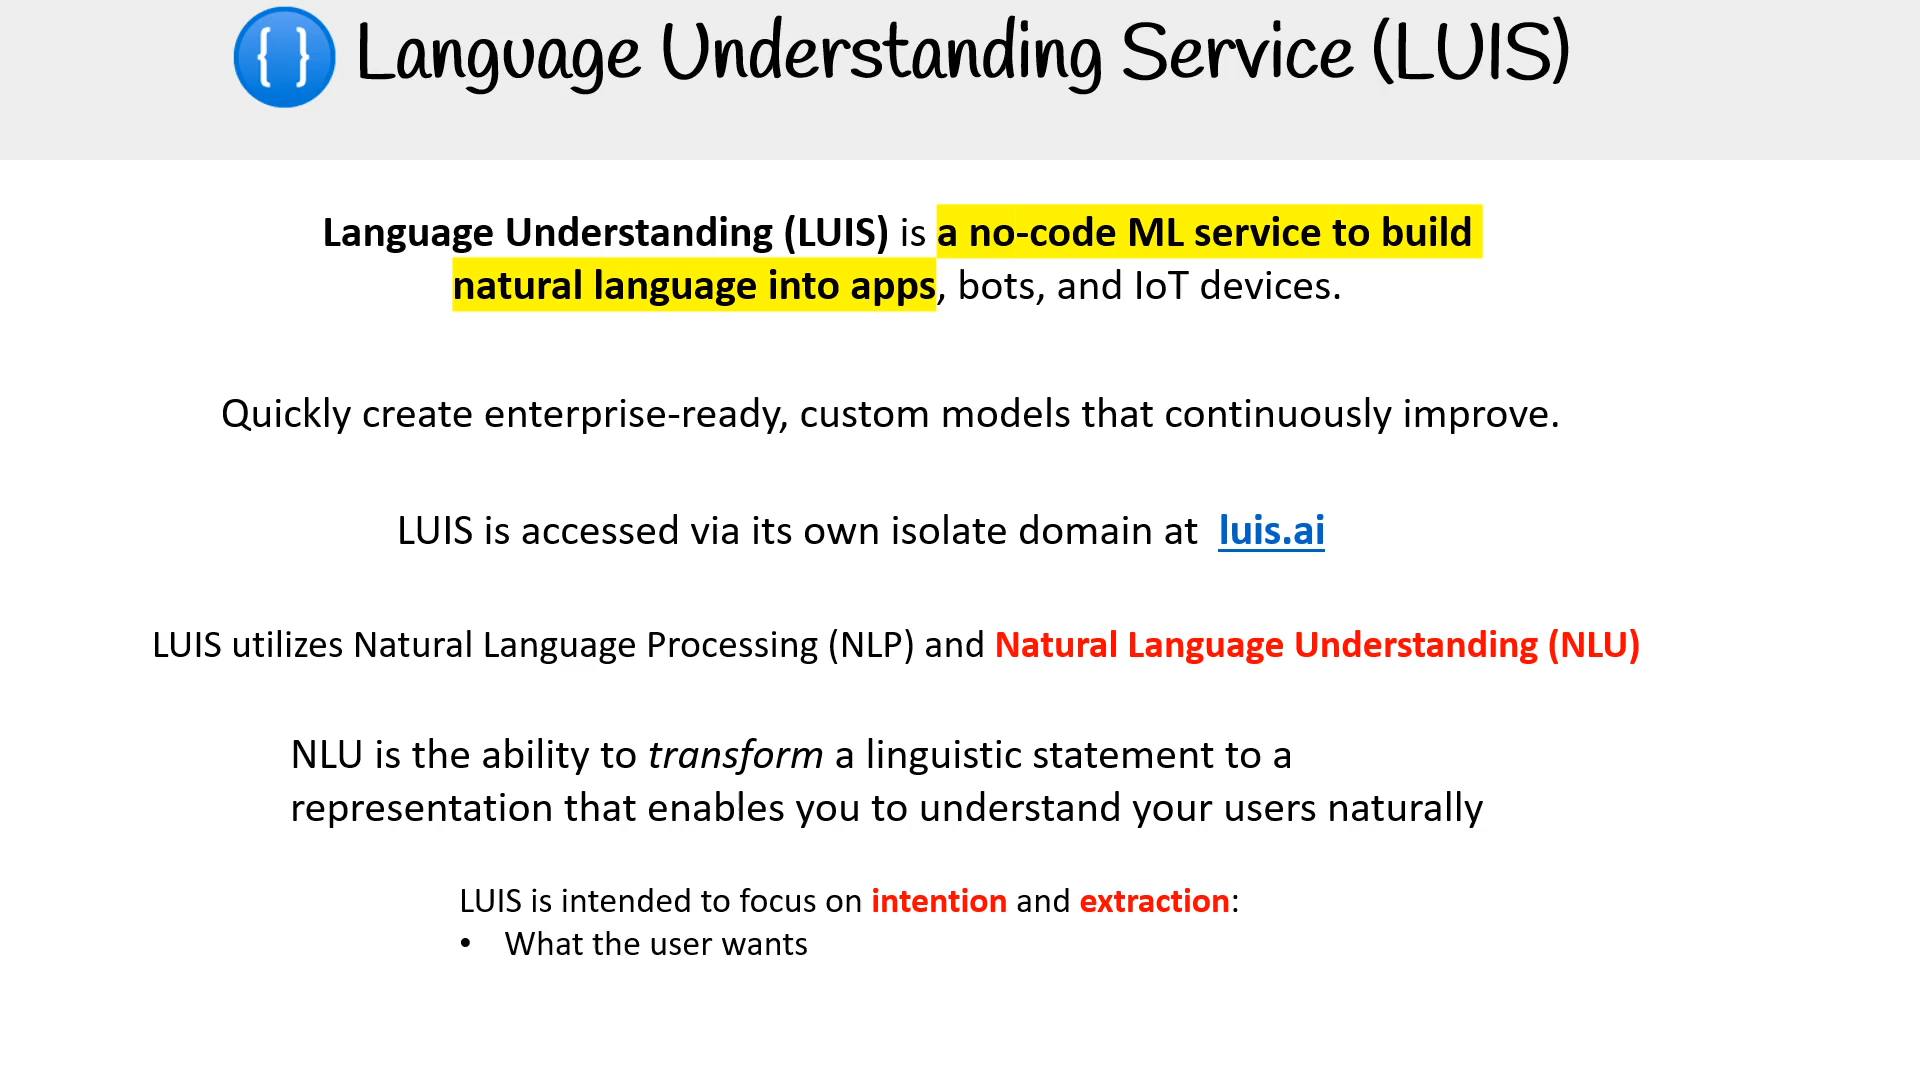 { } Language Understanding Service (LUIS)
Language Understanding (LUIS) is a no-code ML service to build
natural language into apps, bots, and IoT devices.
Quickly create enterprise-ready, custom models that continuously improve.
LUIS is accessed via its own isolate domain at luis.ai
LUIS utilizes Natural Language Processing (NLP) and Natural Language Understanding (NLU)
NLU is the ability to transform a linguistic statement to a
representation that enables you to understand your users naturally
LUIS is intended to focus on intention and extraction:
• What the user wants